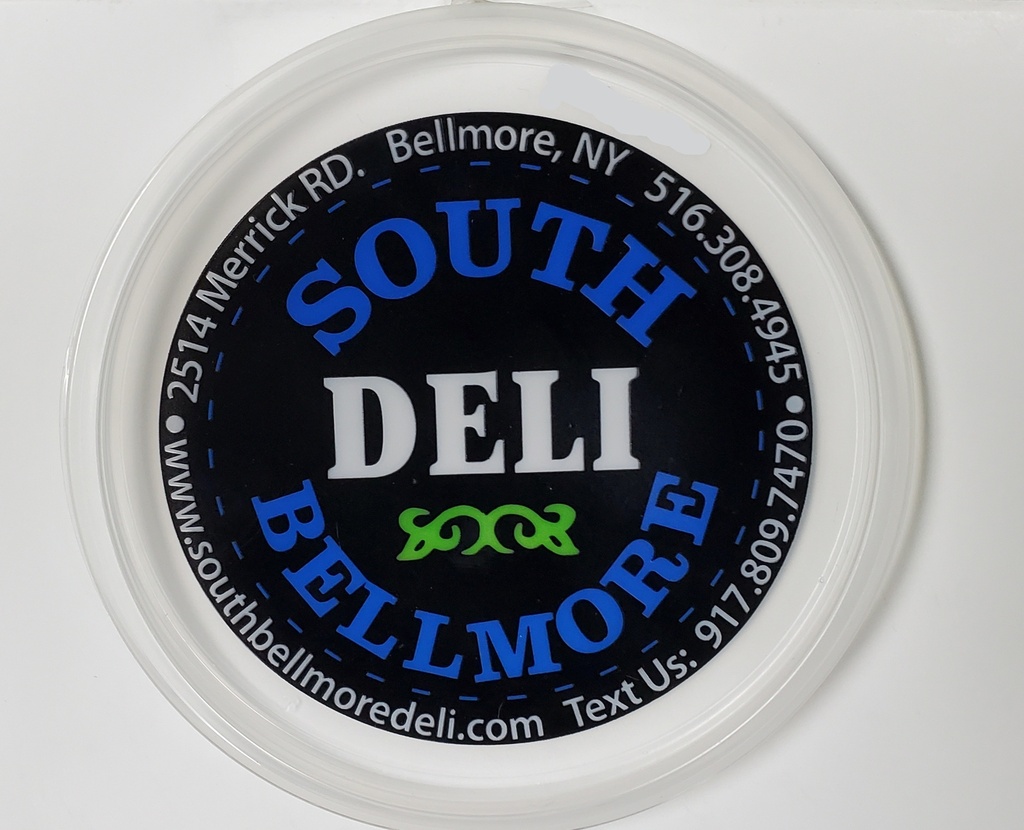 SOUTH
DELI
BELLMORE
2514 Merrick RD. Bellmore, NY 516.308.4945
www.southbellmoredeli.com Text Us: 917.809.7470